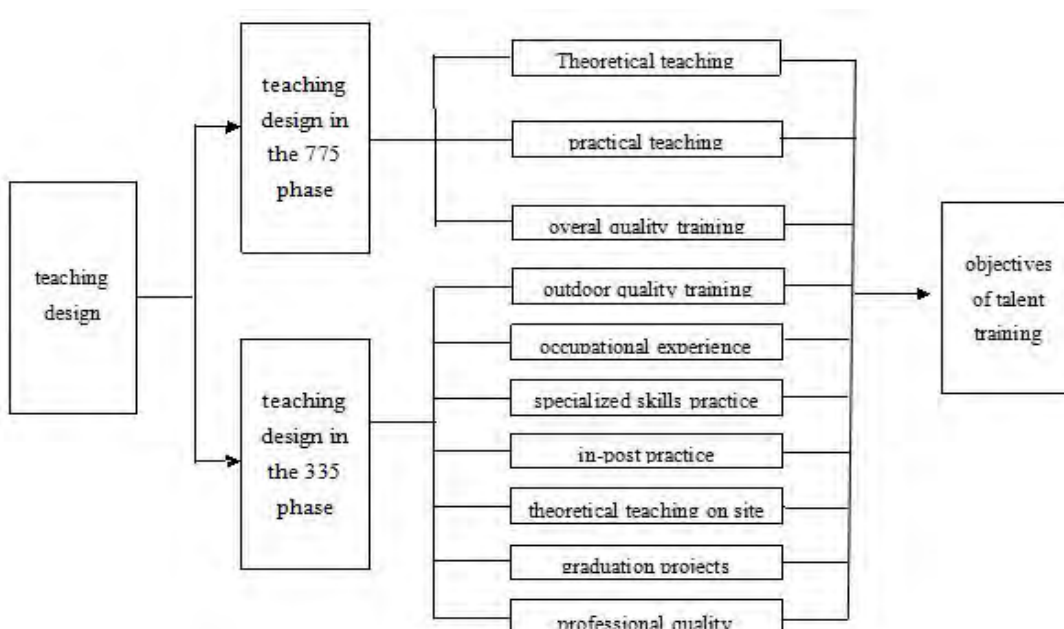 teaching
design
teaching
design in
the 775
phase
teaching
design in
the 335
phase
Theoretical teaching
practical teaching
overal quality training
outdoor quality training
occupational experience
specialized skills practice
in-post practice
theoretical teaching on site
graduation projects
professional quality
objectives
of talent
training